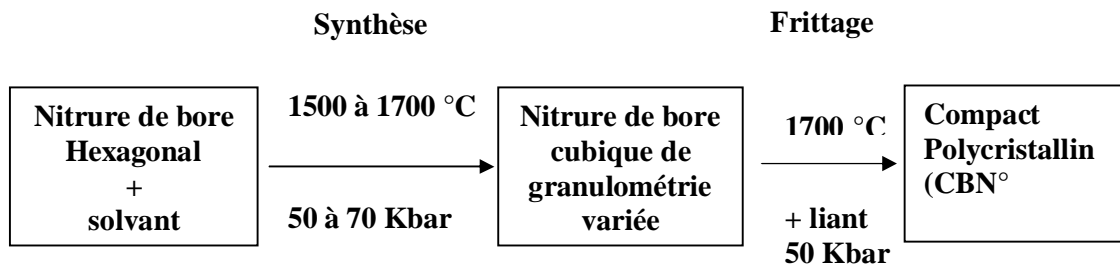 Synthèse
Frittage
Nitrure de bore
Hexagonal
+
solvant
1500 à 1700 °C
50 à 70 Kbar
Nitrure de bore
cubique de
granulométrie
variée
1700 °C
+ liant
50 Kbar
Compact
Polycristallin
(CBN°